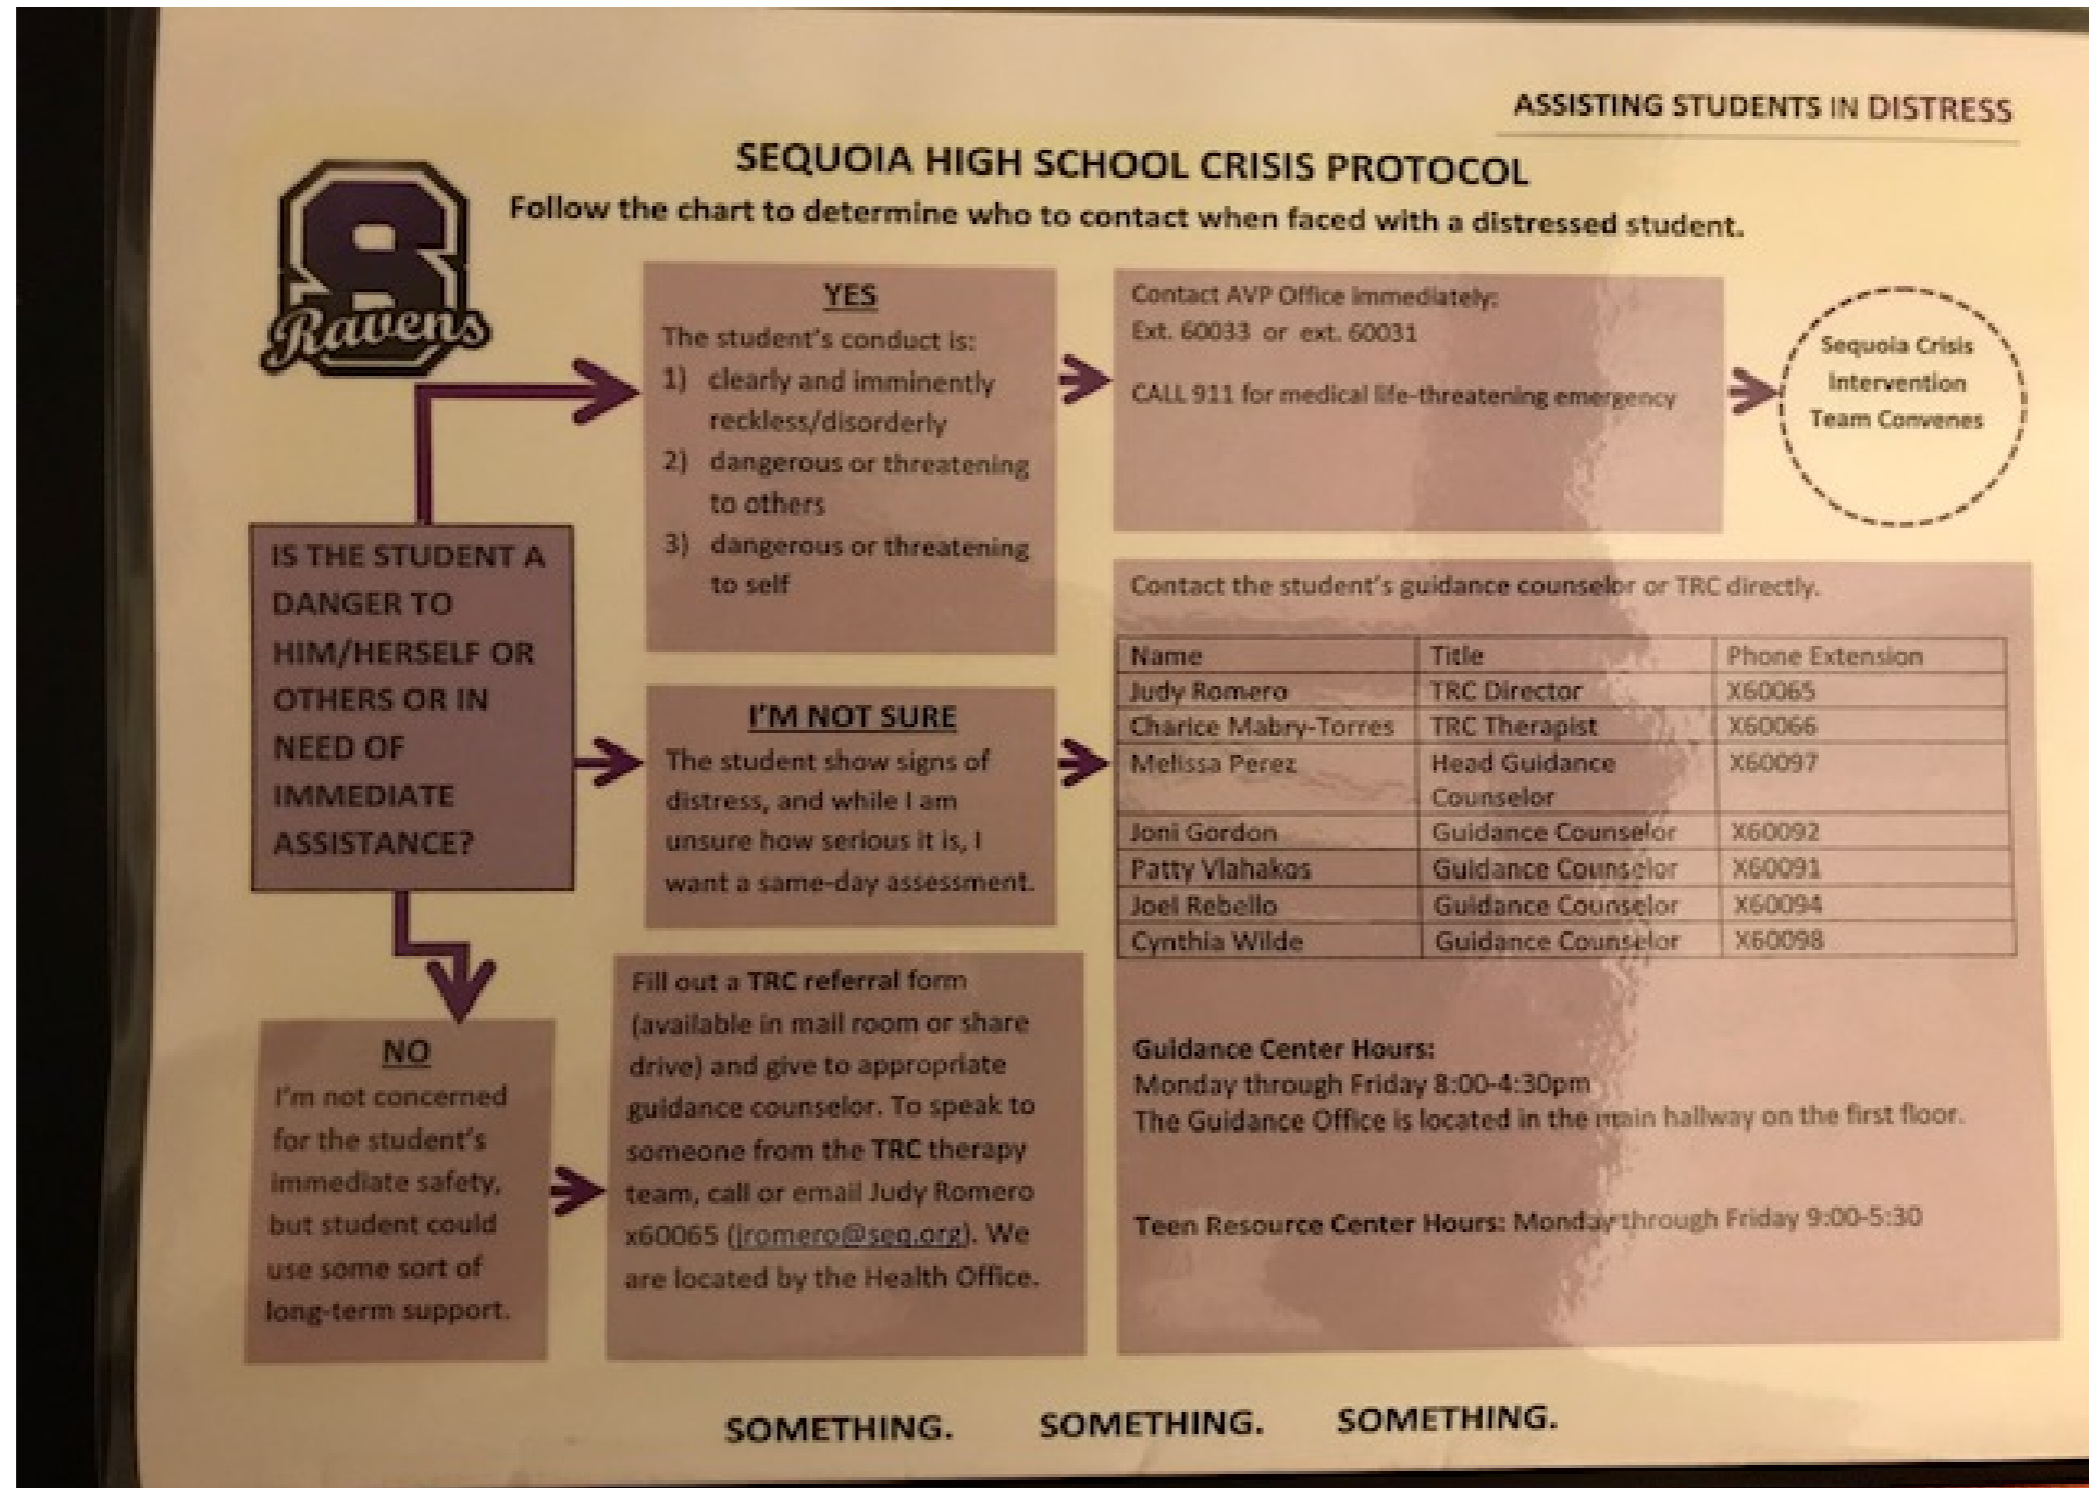 ASSISTING STUDENTS IN DISTRESS
SEQUOIA HIGH SCHOOL CRISIS PROTOCOL
Follow the chart to determine who to contact when faced with a distressed student.
S
Ravens
IS THE STUDENT A
DANGER TO
HIM/HERSELF OR
OTHERS OR IN
NEED OF
IMMEDIATE
ASSISTANCE?
YES
The student's conduct is:
1) clearly and imminently
reckless/disorderly
2) dangerous or threatening
to others
3) dangerous or threatening
to self
Contact AVP Office immediately:
Ext. 60033 or ext. 60031
CALL 911 for medical life-threatening emergency
Sequoia Crisis
Intervention
Team Convenes
I'M NOT SURE
The student show signs of
distress, and while I am
unsure how serious it is, I
want a same-day assessment.
Contact the student's guidance counselor or TRC directly.
Name Title Phone Extension
Judy Romero TRC Director X60065
Charice Mabry-Torres TRC Therapist X60066
Melissa Perez Head Guidance X60097
Counselor
Joni Gordon Guidance Counselor X60092
Patty Vlahakos Guidance Counselor X60091
Joel Rebello Guidance Counselor X60094
Cynthia Wilde Guidance Counselor X60098
Guidance Center Hours:
Monday through Friday 8:00-4:30pm
The Guidance Office is located in the main hallway on the first floor.
Teen Resource Center Hours: Monday through Friday 9:00-5:30
NO
I'm not concerned
for the student's
immediate safety,
but student could
use some sort of
long-term support.
Fill out a TRC referral form
(available in mail room or share
drive) and give to appropriate
guidance counselor. To speak to
someone from the TRC therapy
team, call or email Judy Romero
x60065 (jromero@seq.org). We
are located by the Health Office.
SOMETHING. SOMETHING. SOMETHING.